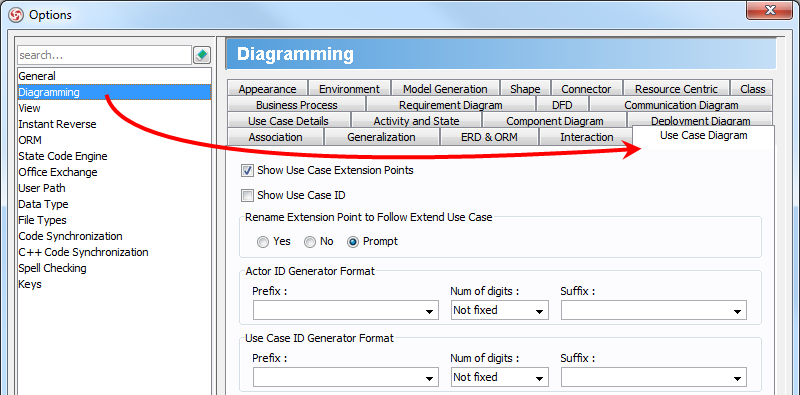 Options
search...
General
Diagramming
View
Instant Reverse
ORM
State Code Engine
Office Exchange
User Path
Data Type
File Types
Code Synchronization
C++ Code Synchronization
Spell Checking
Keys
Diagramming
Appearance Environment Model Generation Shape Connector Resource Centric Class
Business Process Requirement Diagram DFD Communication Diagram
Use Case Details Activity and State Component Diagram Deployment Diagram
Association Generalization ERD & ORM Interaction Use Case Diagram
Show Use Case Extension Points
Show Use Case ID
Rename Extension Point to Follow Extend Use Case
Yes No Prompt
Actor ID Generator Format
Prefix : Num of digits : Suffix :
Not fixed
Use Case ID Generator Format
Prefix : Num of digits : Suffix :
Not fixed